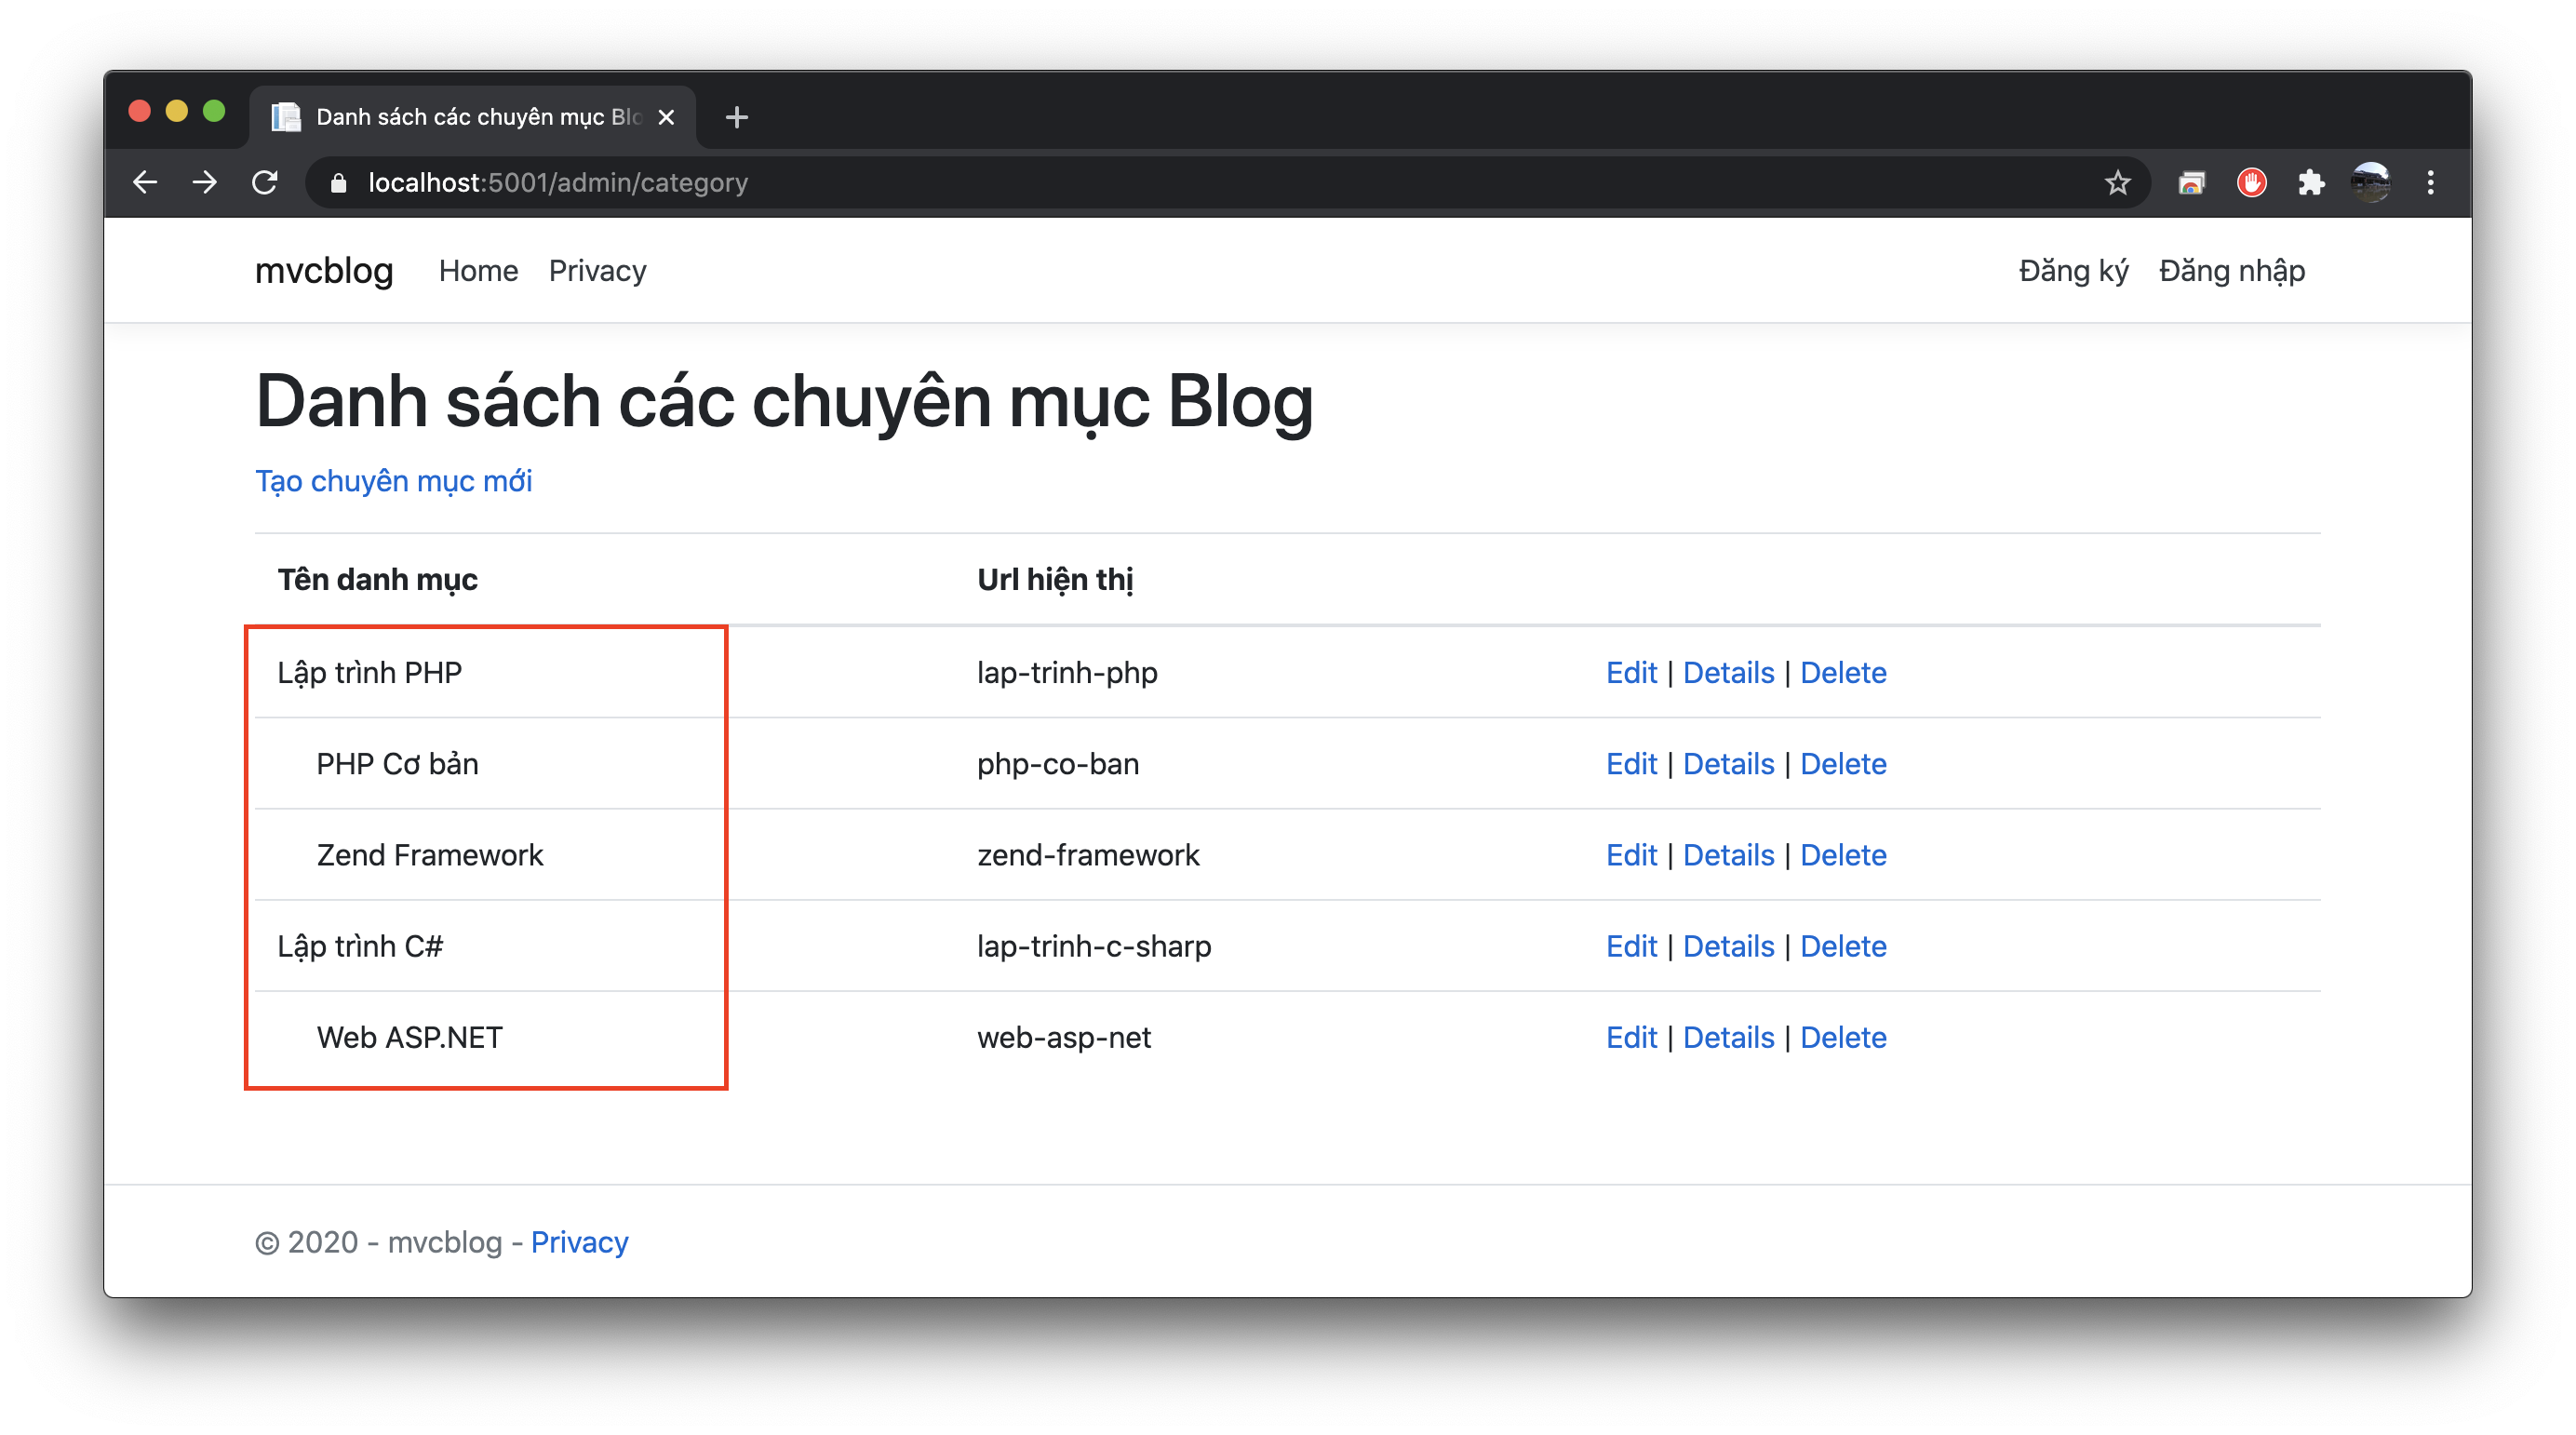 Danh sách các chuyên mục Blo
localhost:5001/admin/category
mvcblog Home Privacy Đăng ký Đăng nhập
Danh sách các chuyên mục Blog
Tạo chuyên mục mới
Tên danh mục Url hiện thị
Lập trình PHP lap-trinh-php Edit | Details | Delete
PHP Cơ bản php-co-ban Edit | Details | Delete
Zend Framework zend-framework Edit | Details | Delete
Lập trình C# lap-trinh-c-sharp Edit | Details | Delete
Web ASP.NET web-asp-net Edit | Details | Delete
© 2020 - mvcblog - Privacy